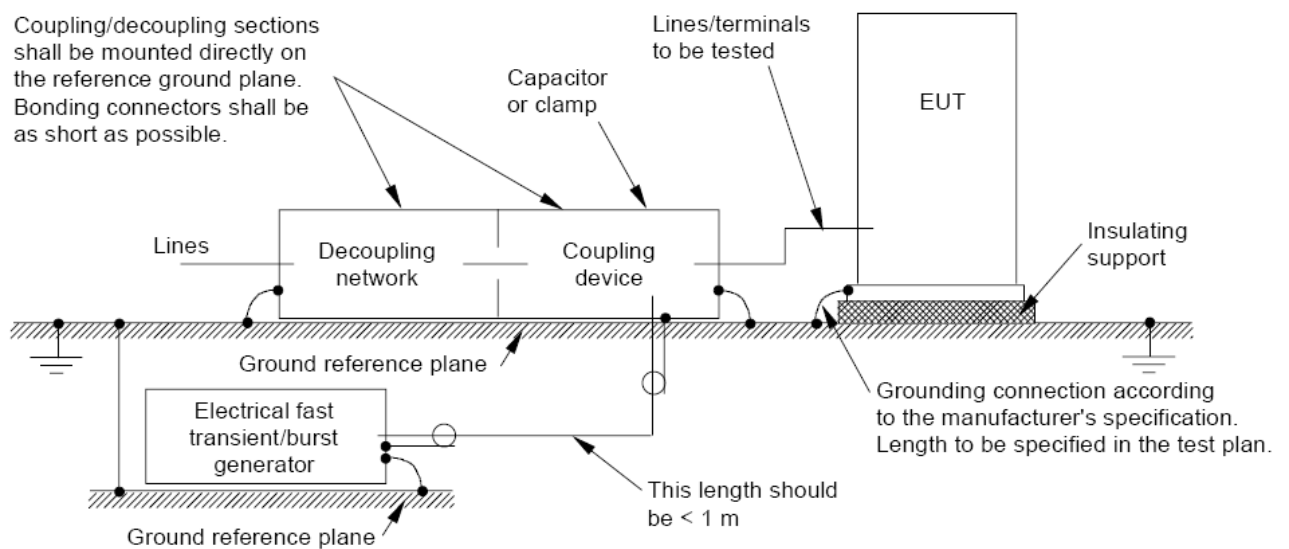 Coupling/decoupling sections
shall be mounted directly on
the reference ground plane.
Bonding connectors shall be
as short as possible.
Capacitor
or clamp
Lines/terminals
to be tested
EUT
Lines
Decoupling
network
Coupling
device
Insulating
support
Ground reference plane
Electrical fast
transient/burst
generator
Grounding connection according
to the manufacturer's specification.
Length to be specified in the test plan.
This length should
be < 1 m
Ground reference plane